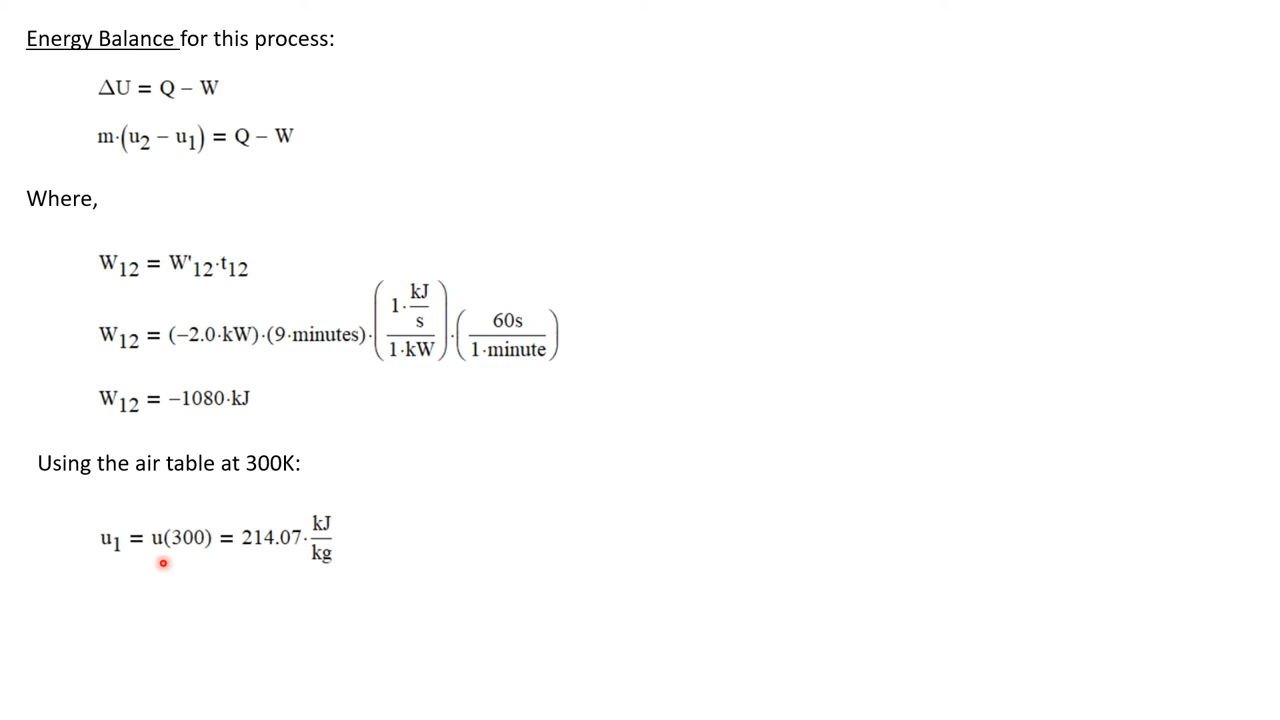 Energy Balance for this process:
ΔU = Q − W
m·(u₂ − u₁) = Q − W
Where,
W₁₂ = W'₁₂·t₁₂
W₁₂ = (−2.0·kW)·(9·minutes)·((1·kJ/s)/(1·kW))·(60s/(1·minute))
W₁₂ = −1080·kJ
Using the air table at 300K:
u₁ = u(300) = 214.07·kJ/kg